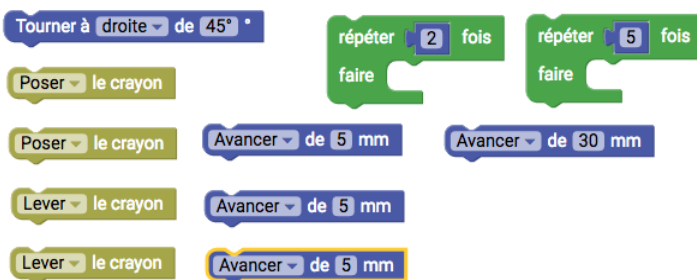 Tourner à droite de 45° °
répéter 2 fois
faire
répéter 5 fois
faire
Poser le crayon
Poser le crayon
Avancer de 5 mm
Avancer de 30 mm
Lever le crayon
Avancer de 5 mm
Lever le crayon
Avancer de 5 mm